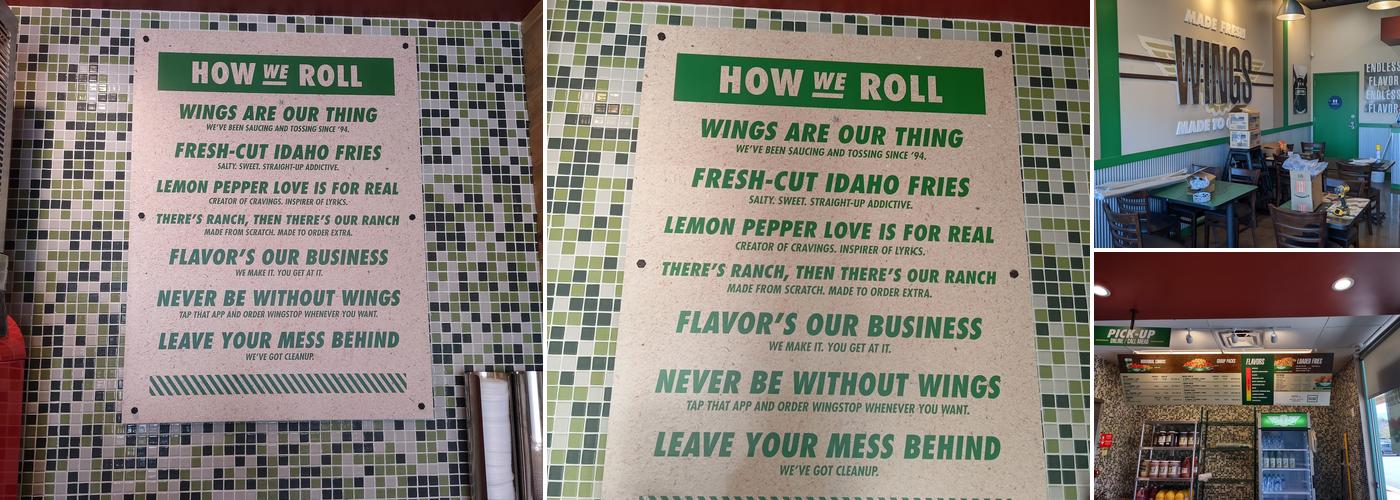 HOW WE ROLL
WINGS ARE OUR THING
WE'VE BEEN SAUCING AND TOSSING SINCE '94.
FRESH-CUT IDAHO FRIES
SALTY. SWEET. STRAIGHT-UP ADDICTIVE.
LEMON PEPPER LOVE IS FOR REAL
CREATOR OF CRAVINGS. INSPIRER OF LYRICS.
THERE'S RANCH, THEN THERE'S OUR RANCH
MADE FROM SCRATCH. MADE TO ORDER EXTRA.
FLAVOR'S OUR BUSINESS
WE MAKE IT. YOU GET AT IT.
NEVER BE WITHOUT WINGS
TAP THAT APP AND ORDER WINGSTOP WHENEVER YOU WANT.
LEAVE YOUR MESS BEHIND
WE'VE GOT CLEANUP.
HOW WE ROLL
WINGS ARE OUR THING
WE'VE BEEN SAUCING AND TOSSING SINCE '94.
FRESH-CUT IDAHO FRIES
SALTY. SWEET. STRAIGHT-UP ADDICTIVE.
LEMON PEPPER LOVE IS FOR REAL
CREATOR OF CRAVINGS. INSPIRER OF LYRICS.
THERE'S RANCH, THEN THERE'S OUR RANCH
MADE FROM SCRATCH. MADE TO ORDER EXTRA.
FLAVOR'S OUR BUSINESS
WE MAKE IT. YOU GET AT IT.
NEVER BE WITHOUT WINGS
TAP THAT APP AND ORDER WINGSTOP WHENEVER YOU WANT.
LEAVE YOUR MESS BEHIND
WE'VE GOT CLEANUP.
MADE FRESH
WINGS
MADE TO
ENDLESS
FLAVOR
ENDLESS
FLAVOR
PICK-UP
ONLINE / CALL AHEAD
GROUP PACKS
FLAVORS
LOADED FRIES